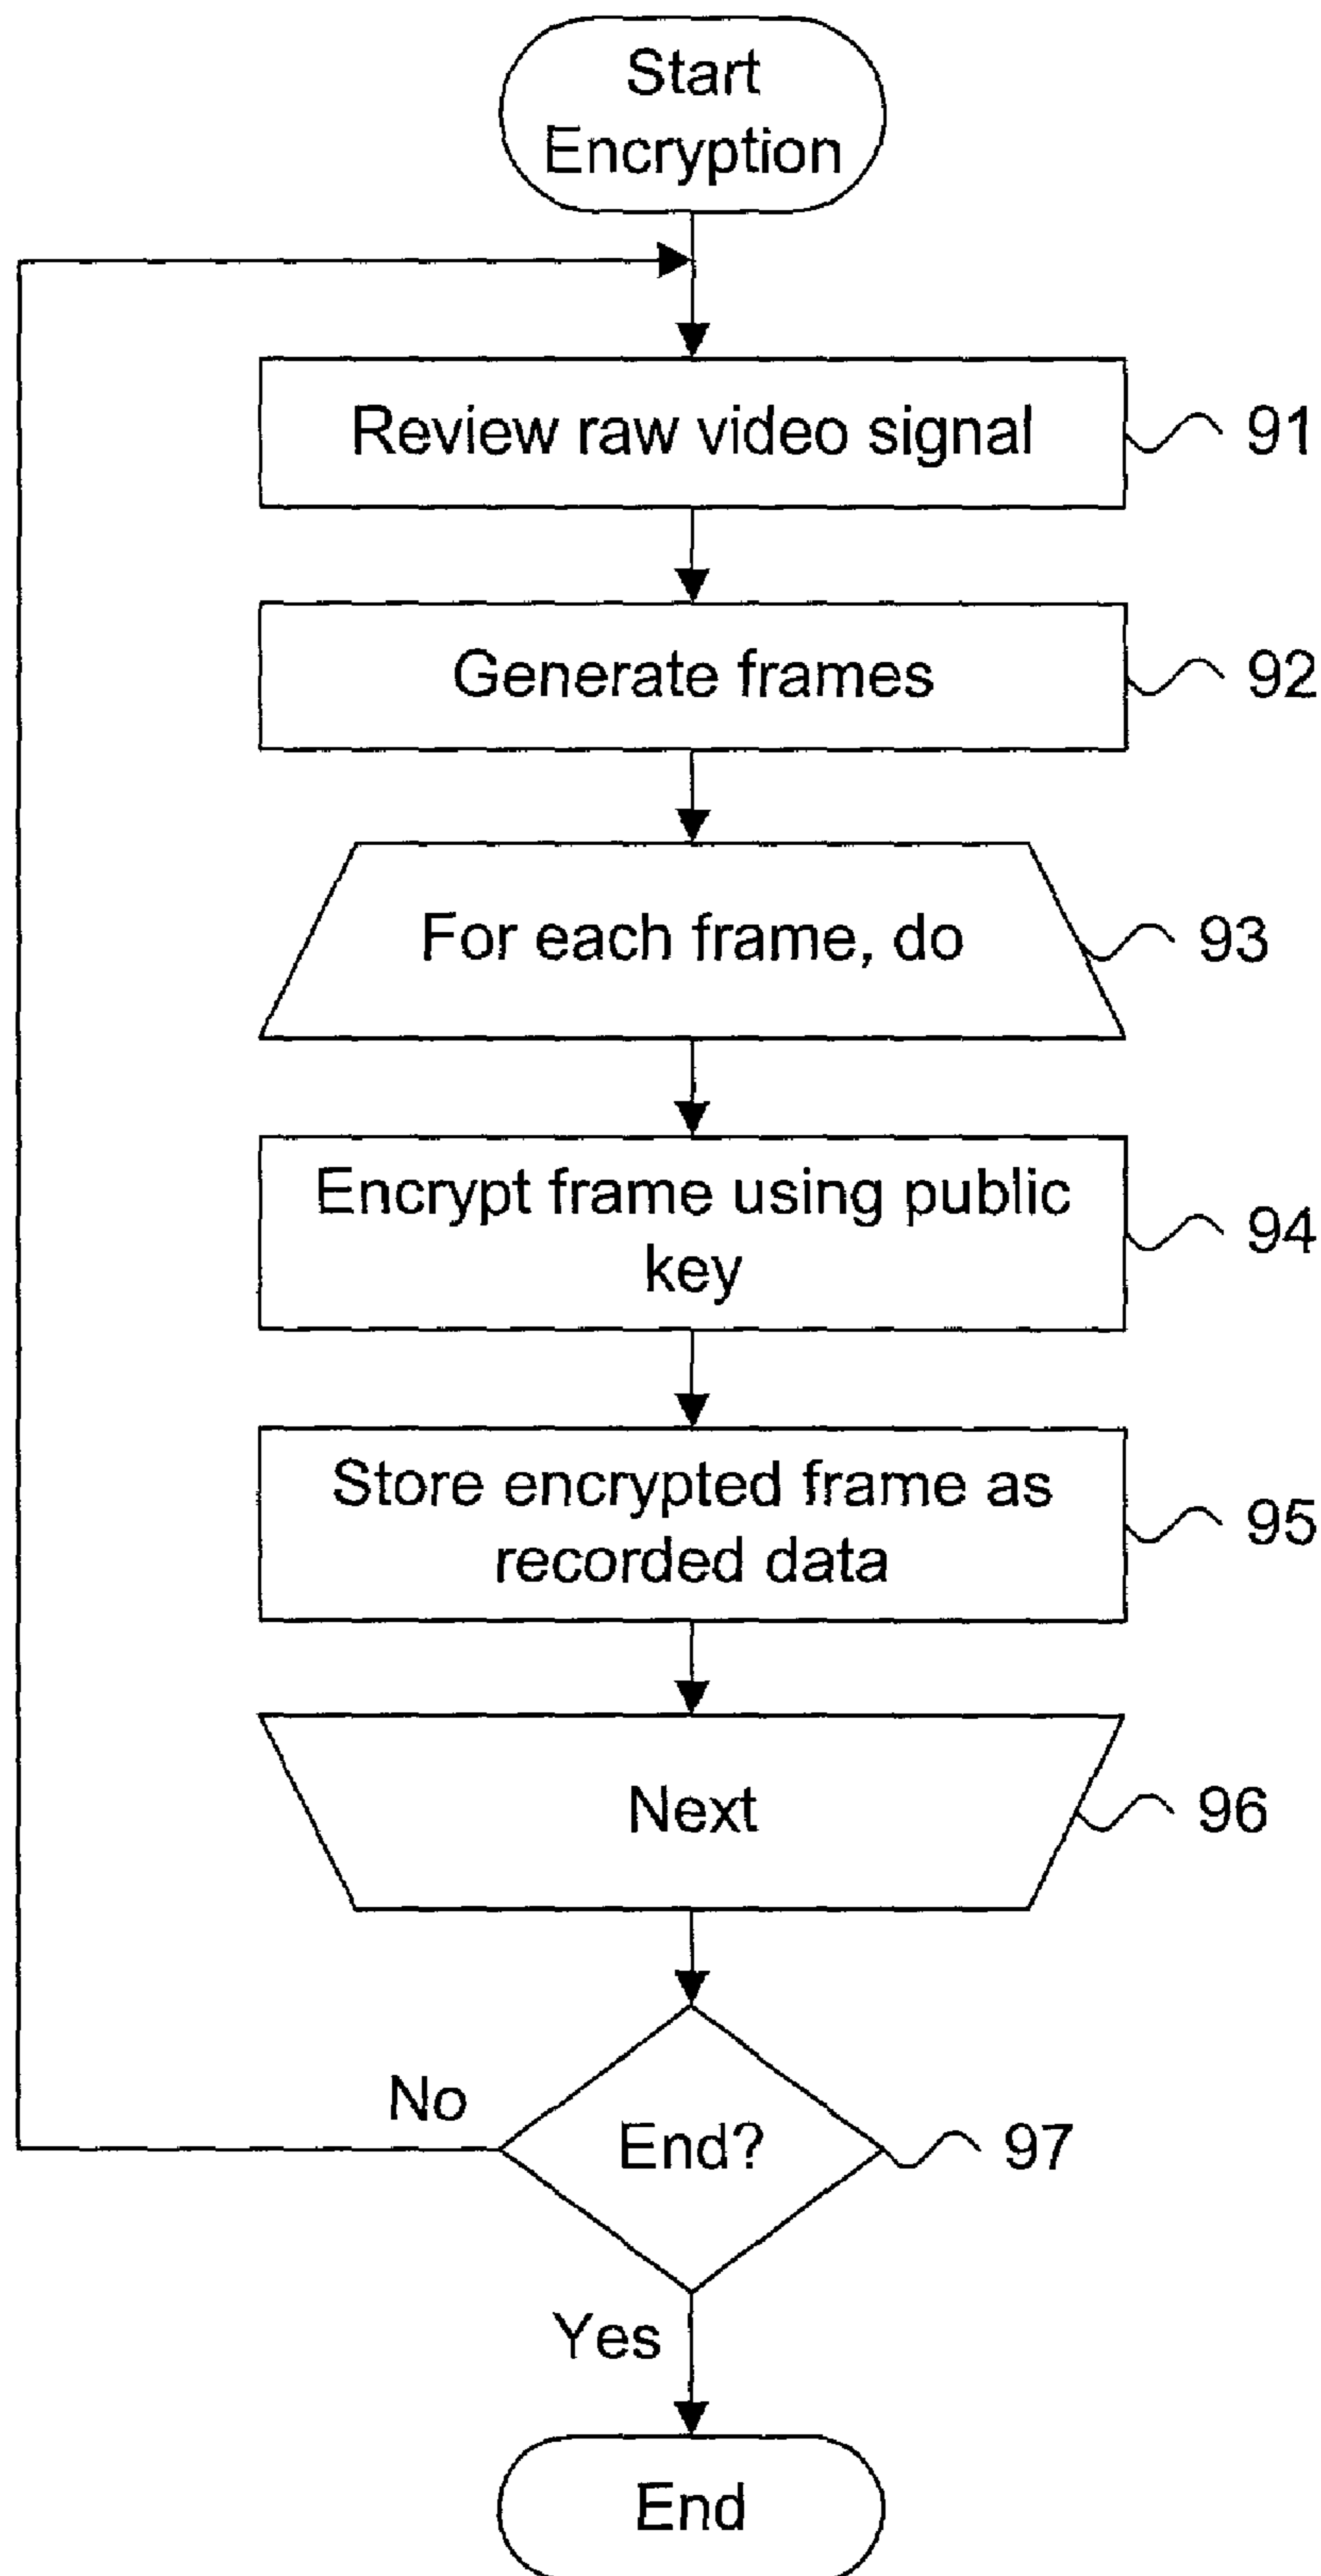 Start
Encryption
Review raw video signal
91
Generate frames
92
For each frame, do
93
Encrypt frame using public
key
94
Store encrypted frame as
recorded data
95
Next
96
No
End?
97
Yes
End